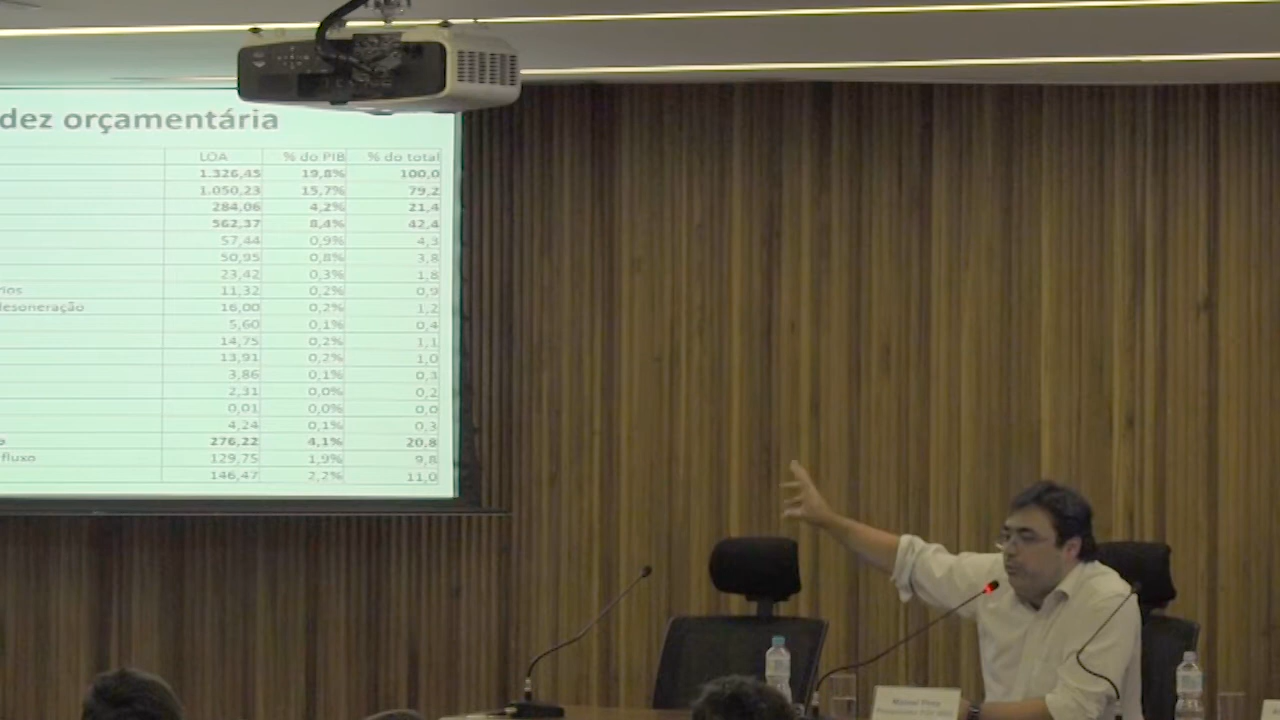 dez orçamentária
LOA % do PIB % do total
1.326,45 19,8% 100,0
1.050,23 15,7% 79,2
284,06 4,2% 21,4
562,37 8,4% 42,4
57,44 0,9% 4,3
50,95 0,8% 3,8
23,42 0,3% 1,8
rios 11,32 0,2% 0,9
desoneração 16,00 0,2% 1,2
5,60 0,1% 0,4
14,75 0,2% 1,1
13,91 0,2% 1,0
3,86 0,1% 0,3
2,31 0,0% 0,2
0,01 0,0% 0,0
4,24 0,1% 0,3
o 276,22 4,1% 20,8
fluxo 129,75 1,9% 9,8
146,47 2,2% 11,0
Manoel Pires